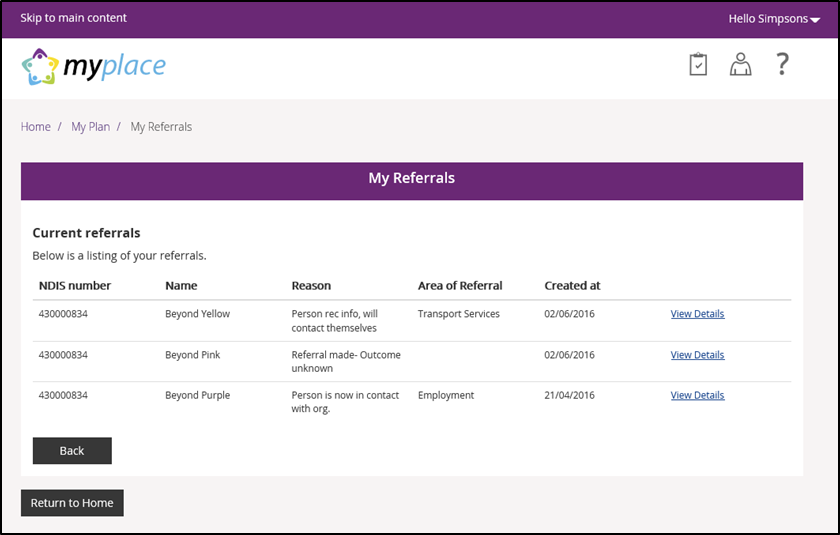 Skip to main content
Hello Simpsons
myplace
?
Home / My Plan / My Referrals
My Referrals
Current referrals
Below is a listing of your referrals.
NDIS number Name Reason Area of Referral Created at
430000834 Beyond Yellow Person rec info, will contact themselves Transport Services 02/06/2016 View Details
430000834 Beyond Pink Referral made- Outcome unknown 02/06/2016 View Details
430000834 Beyond Purple Person is now in contact with org. Employment 21/04/2016 View Details
Back
Return to Home